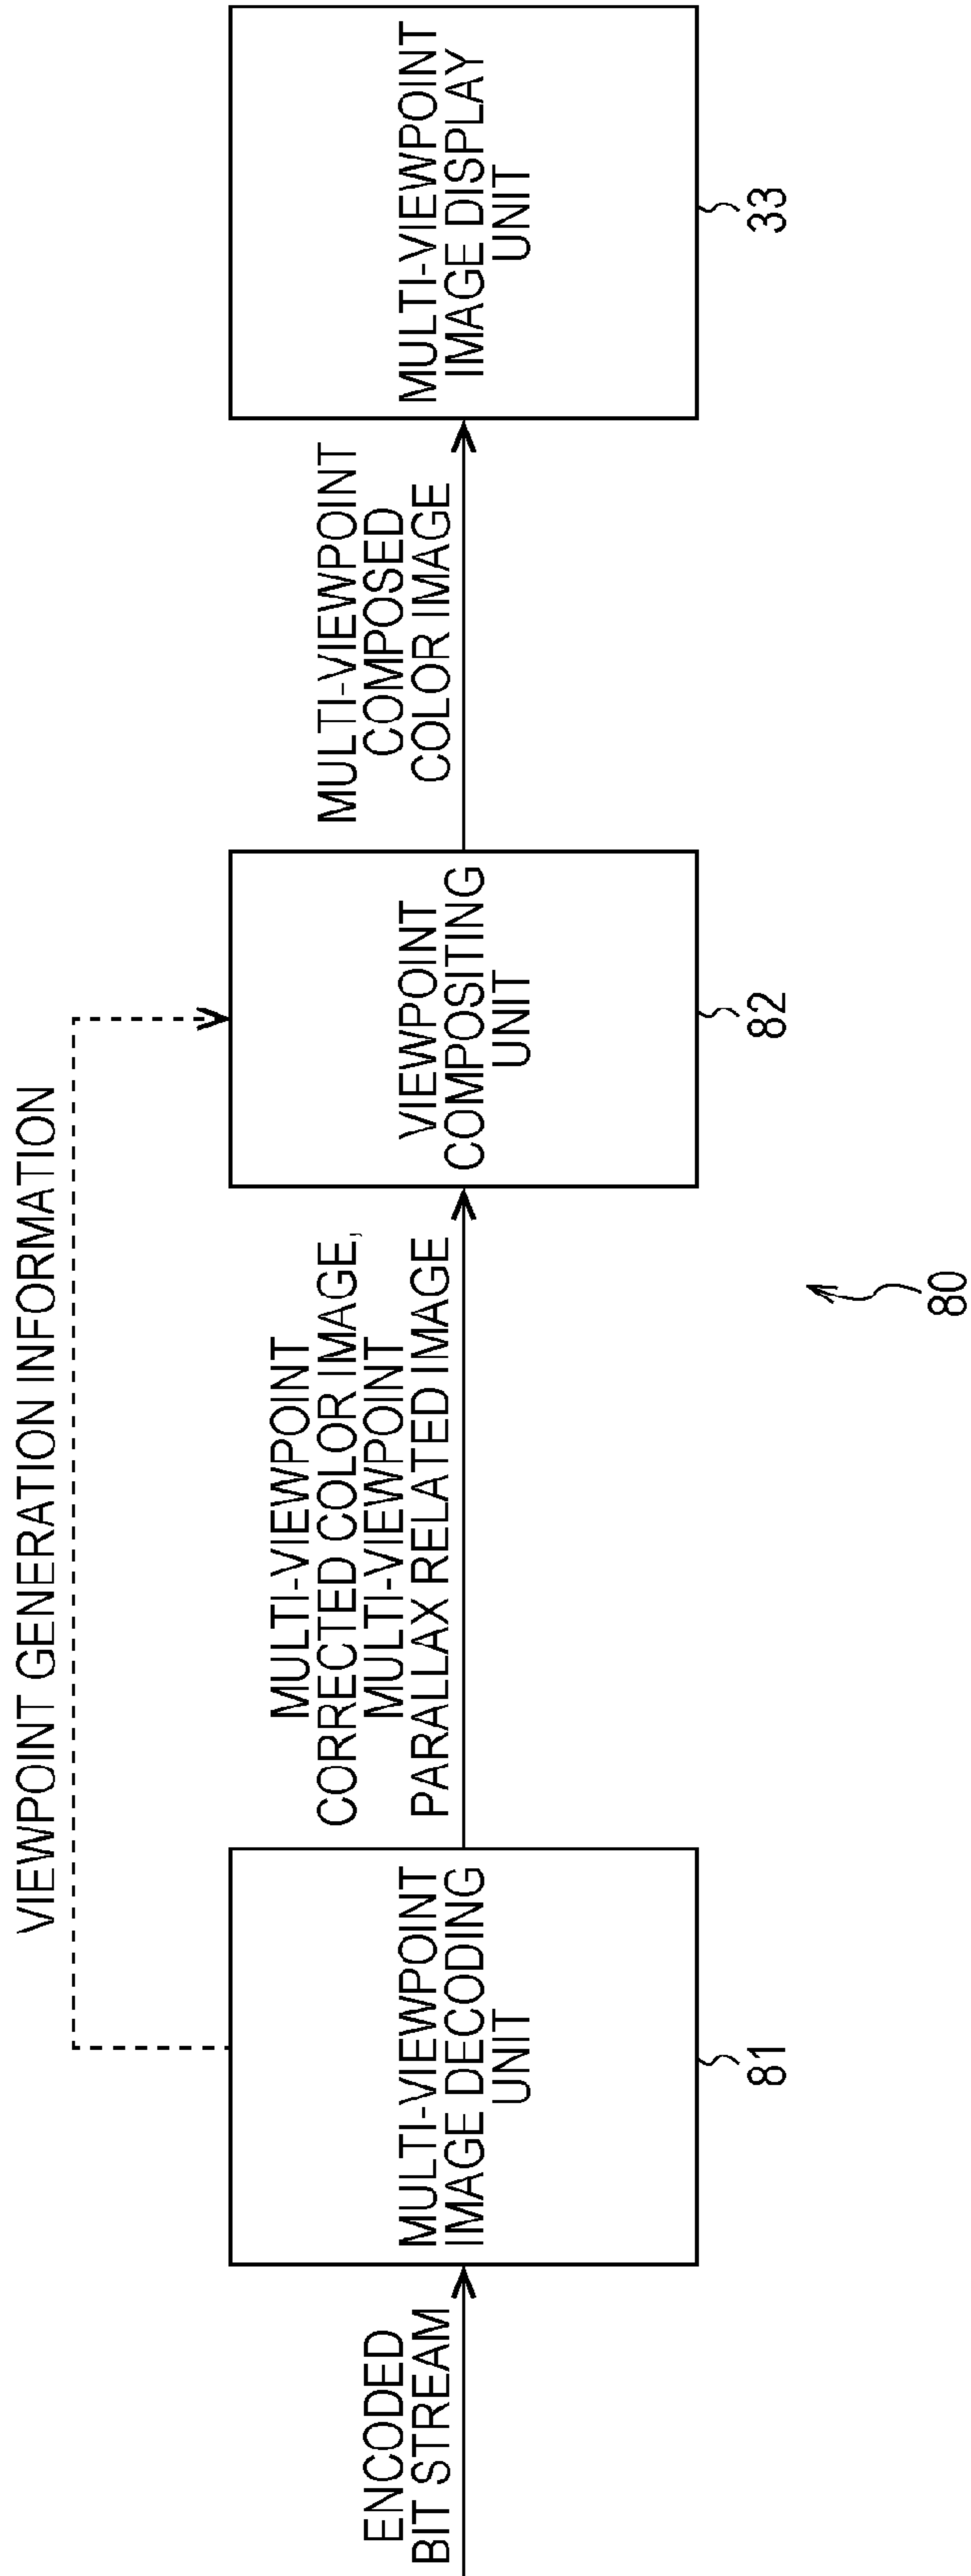 VIEWPOINT GENERATION INFORMATION
ENCODED
BIT STREAM
MULTI-VIEWPOINT
IMAGE DECODING
UNIT
81
MULTI-VIEWPOINT
CORRECTED COLOR IMAGE,
MULTI-VIEWPOINT
PARALLAX RELATED IMAGE
VIEWPOINT
COMPOSITING
UNIT
82
MULTI-VIEWPOINT
COMPOSED
COLOR IMAGE
MULTI-VIEWPOINT
IMAGE DISPLAY
UNIT
33
80